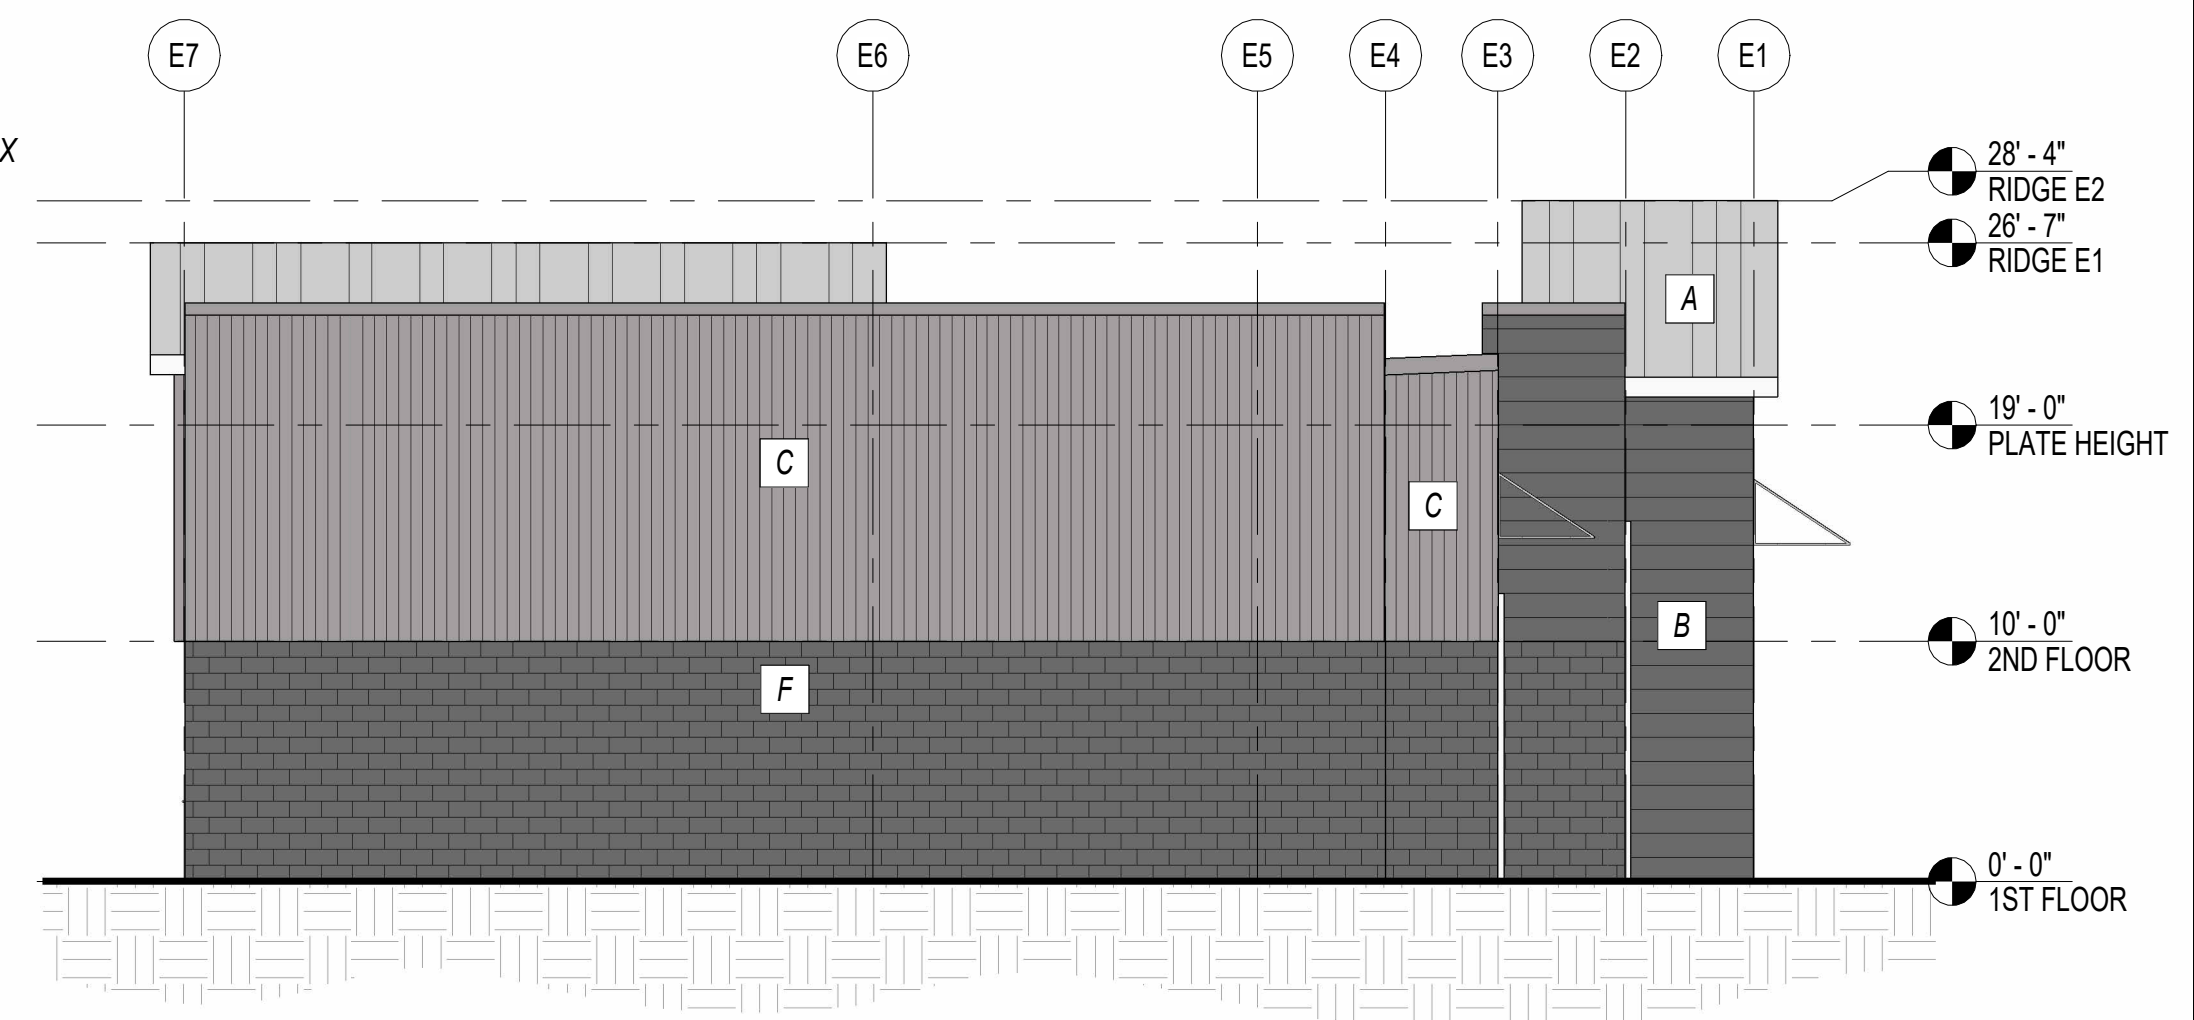 E7
E6
E5
E4
E3
E2
E1
X
28' - 4"
RIDGE E2
26' - 7"
RIDGE E1
A
19' - 0"
PLATE HEIGHT
C
C
10' - 0"
2ND FLOOR
B
F
0' - 0"
1ST FLOOR